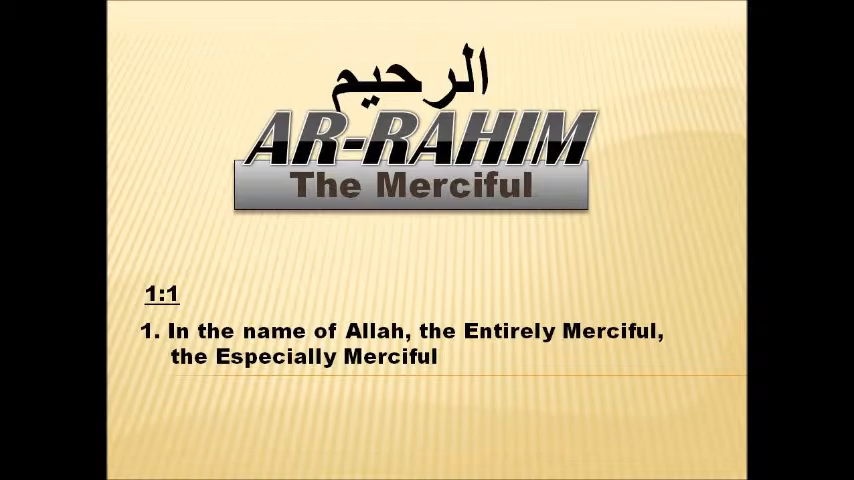 الرحيم
AR-RAHIM
The Merciful
1:1
1. In the name of Allah, the Entirely Merciful,
the Especially Merciful